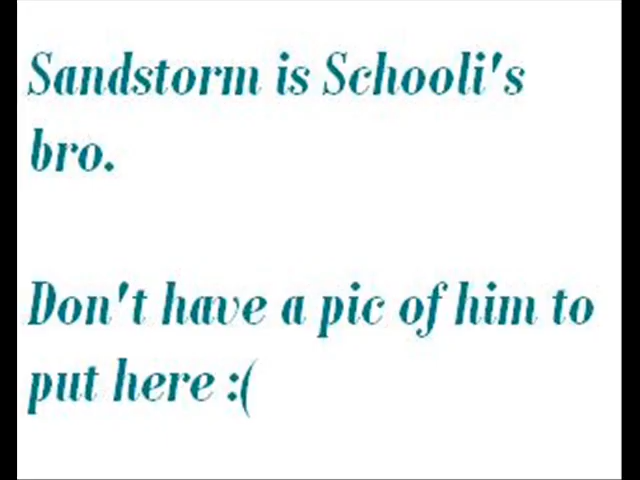 Sandstorm is Schooli's
bro.
Don't have a pic of him to
put here :(